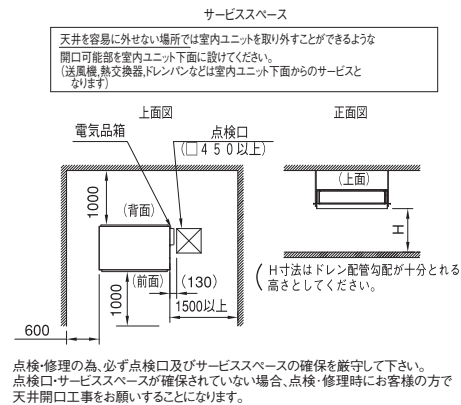 サービススペース
天井を容易に外せない場所では室内ユニットを取り外すことができるような
開口可能部を室内ユニット下面に設けてください。
(送風機,熱交換器,ドレンパンなどは室内ユニット下面からのサービスと
なります)
上面図
正面図
電気品箱
点検口
(□450以上)
(上面)
1000
(背面)
H
(前面)
(130)
1000
1500以上
600
(H寸法はドレン配管勾配が十分とれる
高さとしてください。
点検・修理の為、必ず点検口及びサービススペースの確保を厳守して下さい。
点検口・サービススペースが確保されていない場合、点検・修理時にお客様の方で
天井開口工事をお願いすることになります。